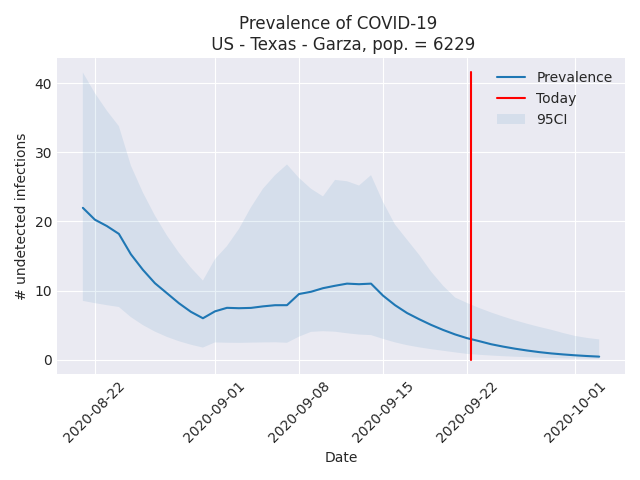 Prevalence of COVID-19
US - Texas - Garza, pop. = 6229
Prevalence
Today
95CI
# undetected infections
40
30
20
10
0
2020-08-22
2020-09-01
2020-09-08
2020-09-15
2020-09-22
2020-10-01
Date